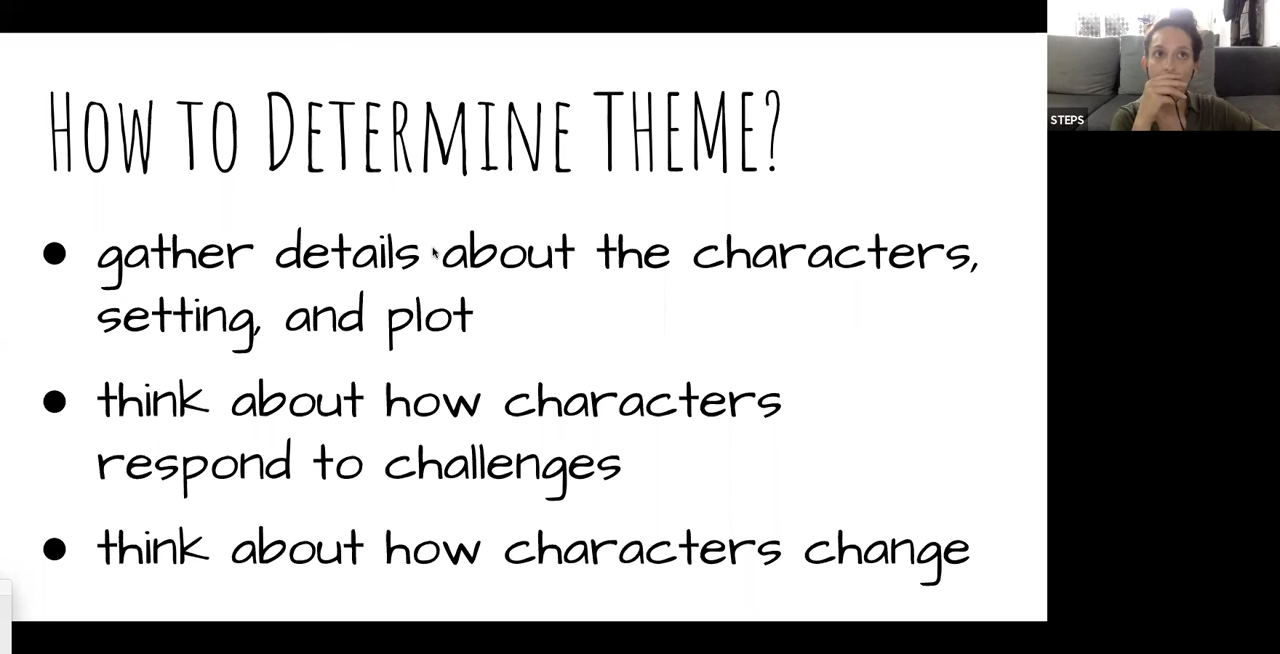 HOW TO DETERMINE THEME?
● gather details about the characters,
setting, and plot
● think about how characters
respond to challenges
● think about how characters change
STEPS